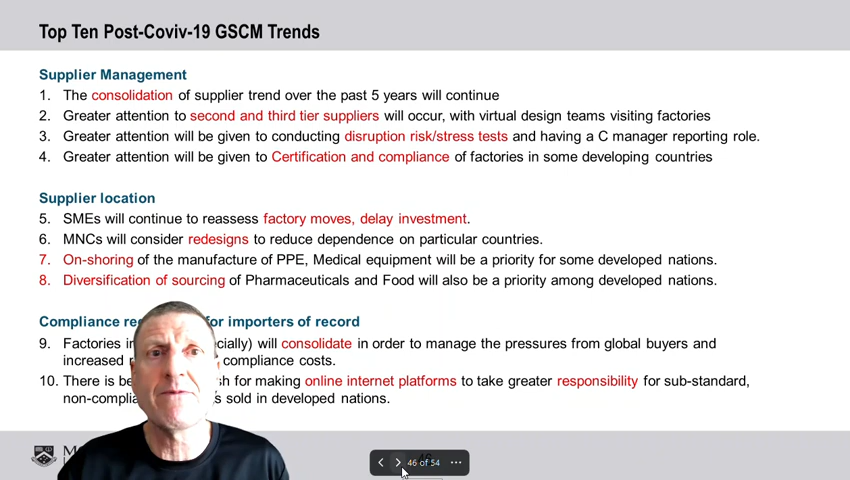 Top Ten Post-Coviv-19 GSCM Trends
Supplier Management
1. The consolidation of supplier trend over the past 5 years will continue
2. Greater attention to second and third tier suppliers will occur, with virtual design teams visiting factories
3. Greater attention will be given to conducting disruption risk/stress tests and having a C manager reporting role.
4. Greater attention will be given to Certification and compliance of factories in some developing countries
Supplier location
5. SMEs will continue to reassess factory moves, delay investment.
6. MNCs will consider redesigns to reduce dependence on particular countries.
7. On-shoring of the manufacture of PPE, Medical equipment will be a priority for some developed nations.
8. Diversification of sourcing of Pharmaceuticals and Food will also be a priority among developed nations.
Compliance for importers of record
9. Factories will consolidate in order to manage the pressures from global buyers and
increased compliance costs.
10. There is for making online internet platforms to take greater responsibility for sub-standard,
sold in developed nations.
46 of 54